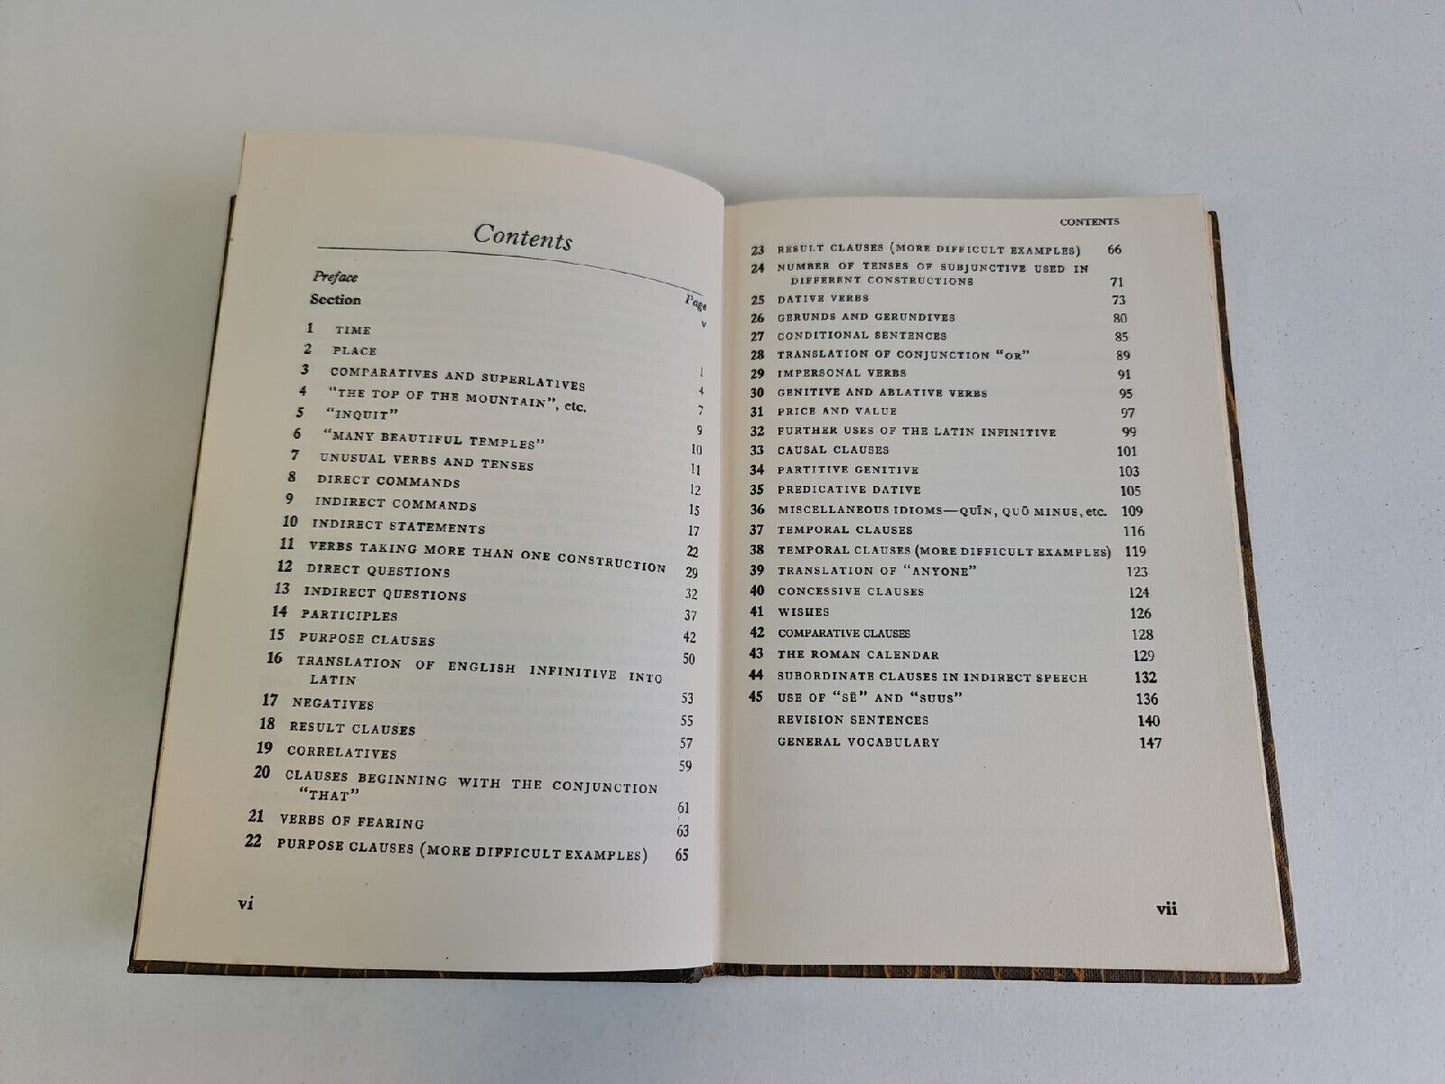 Contents
Page
Preface v
Section
1 TIME 1
2 PLACE 4
3 COMPARATIVES AND SUPERLATIVES 7
4 "THE TOP OF THE MOUNTAIN", etc. 9
5 "INQUIT" 10
6 "MANY BEAUTIFUL TEMPLES" 11
7 UNUSUAL VERBS AND TENSES 12
8 DIRECT COMMANDS 15
9 INDIRECT COMMANDS 17
10 INDIRECT STATEMENTS 22
11 VERBS TAKING MORE THAN ONE CONSTRUCTION 29
12 DIRECT QUESTIONS 32
13 INDIRECT QUESTIONS 37
14 PARTICIPLES 42
15 PURPOSE CLAUSES 50
16 TRANSLATION OF ENGLISH INFINITIVE INTO
LATIN 53
17 NEGATIVES 55
18 RESULT CLAUSES 57
19 CORRELATIVES 59
20 CLAUSES BEGINNING WITH THE CONJUNCTION
"THAT" 61
21 VERBS OF FEARING 63
22 PURPOSE CLAUSES (MORE DIFFICULT EXAMPLES) 65
vi
CONTENTS
23 RESULT CLAUSES (MORE DIFFICULT EXAMPLES) 66
24 NUMBER OF TENSES OF SUBJUNCTIVE USED IN
DIFFERENT CONSTRUCTIONS 71
25 DATIVE VERBS 73
26 GERUNDS AND GERUNDIVES 80
27 CONDITIONAL SENTENCES 85
28 TRANSLATION OF CONJUNCTION "OR" 89
29 IMPERSONAL VERBS 91
30 GENITIVE AND ABLATIVE VERBS 95
31 PRICE AND VALUE 97
32 FURTHER USES OF THE LATIN INFINITIVE 99
33 CAUSAL CLAUSES 101
34 PARTITIVE GENITIVE 103
35 PREDICATIVE DATIVE 105
36 MISCELLANEOUS IDIOMS—QUĪN, QUŌ MINUS, etc. 109
37 TEMPORAL CLAUSES 116
38 TEMPORAL CLAUSES (MORE DIFFICULT EXAMPLES) 119
39 TRANSLATION OF "ANYONE" 123
40 CONCESSIVE CLAUSES 124
41 WISHES 126
42 COMPARATIVE CLAUSES 128
43 THE ROMAN CALENDAR 129
44 SUBORDINATE CLAUSES IN INDIRECT SPEECH 132
45 USE OF "SĒ" AND "SUUS" 136
REVISION SENTENCES 140
GENERAL VOCABULARY 147
vii